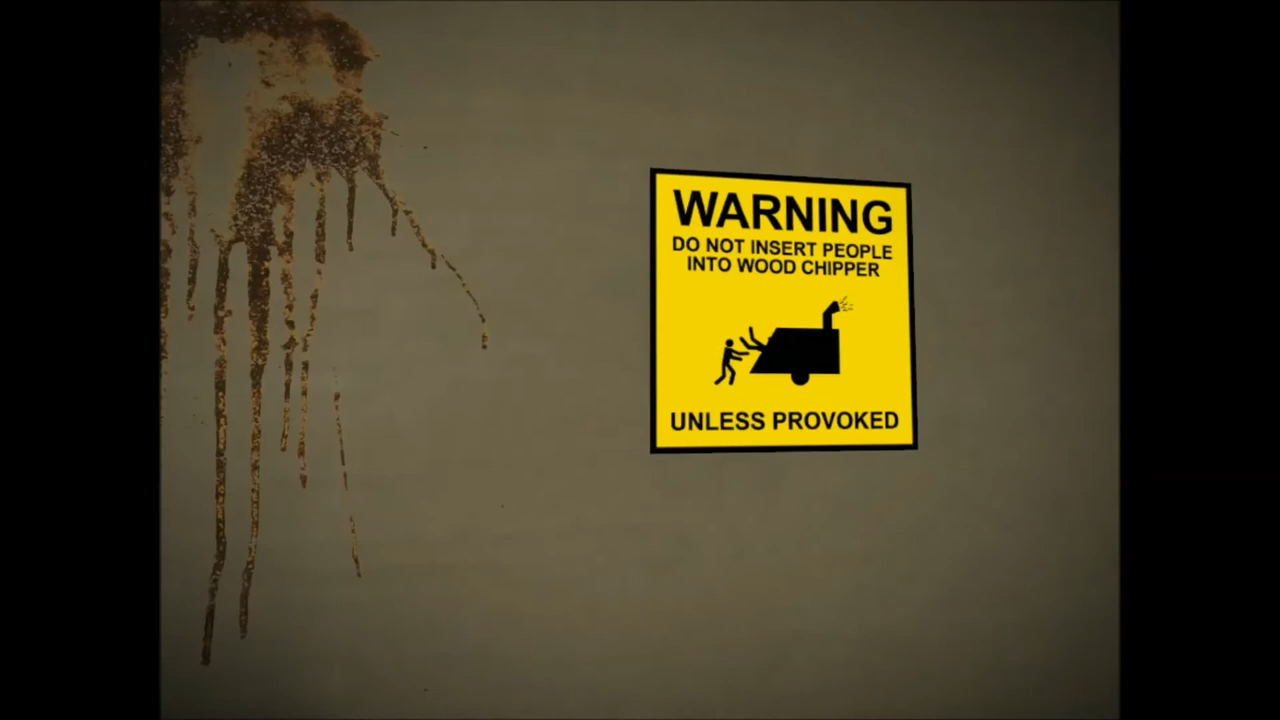 WARNING
DO NOT INSERT PEOPLE
INTO WOOD CHIPPER
UNLESS PROVOKED